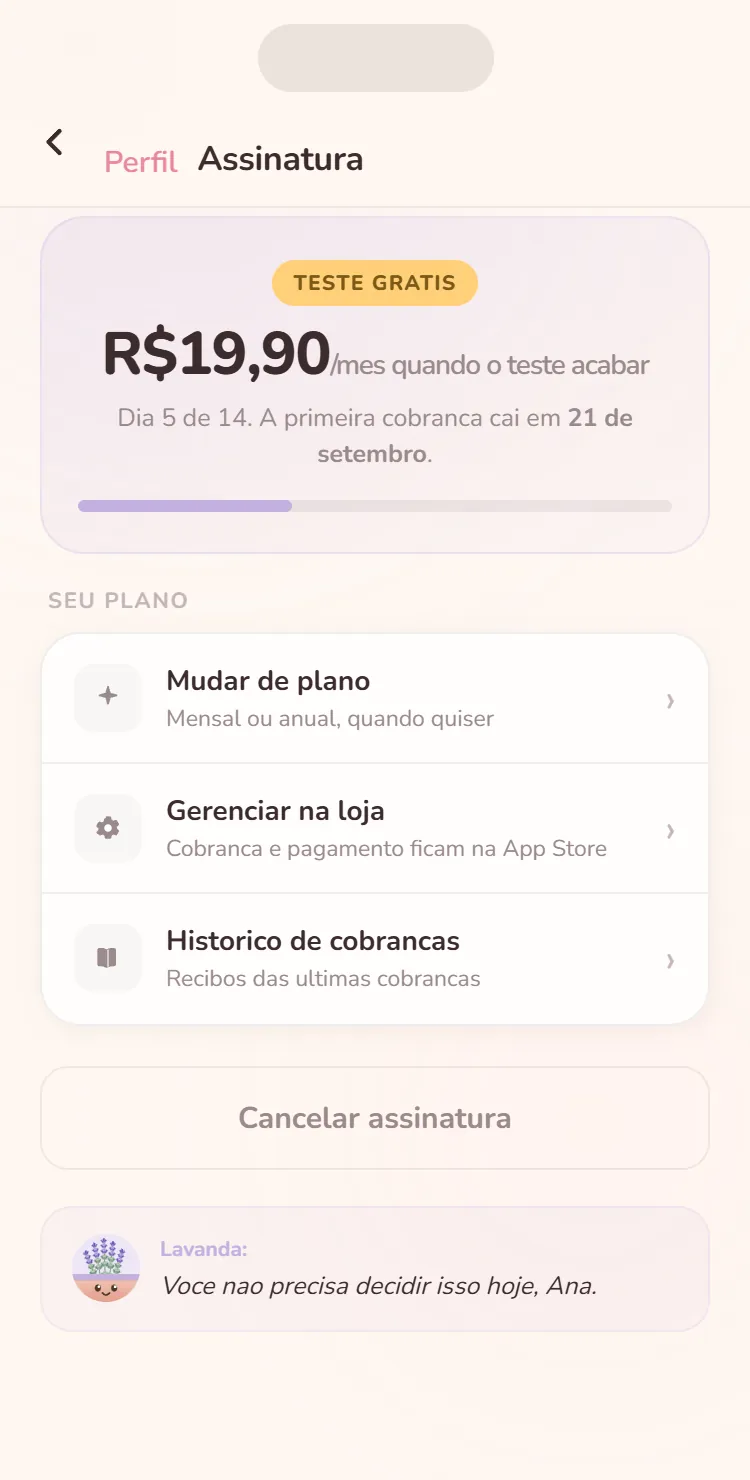 Perfil Assinatura
TESTE GRATIS
R$19,90/mes quando o teste acabar
Dia 5 de 14. A primeira cobranca cai em 21 de
setembro.
SEU PLANO
Mudar de plano
Mensal ou anual, quando quiser
Gerenciar na loja
Cobranca e pagamento ficam na App Store
Historico de cobrancas
Recibos das ultimas cobrancas
Cancelar assinatura
Lavanda:
Voce nao precisa decidir isso hoje, Ana.